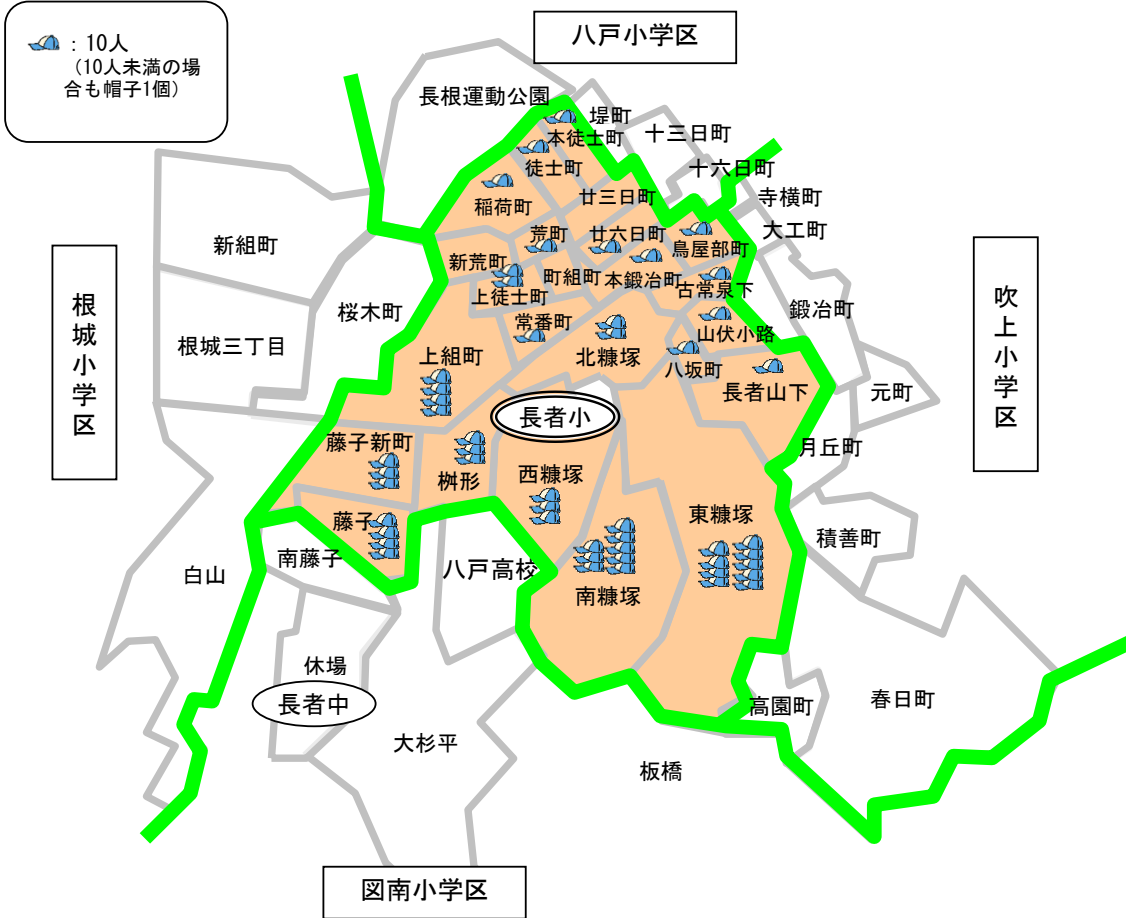 ：10人
（10人未満の場
合も帽子1個）
八戸小学区
長根運動公園
堤町
本徒士町
十三日町
徒士町
十六日町
稲荷町
廿三日町
寺横町
大工町
新組町
荒町
廿六日町
鳥屋部町
新荒町
町組町
本鍛冶町
上徒士町
古常泉下
根城小学区
吹上小学区
桜木町
鍛冶町
常番町
山伏小路
根城三丁目
上組町
北糠塚
八坂町
長者山下
元町
長者小
藤子新町
月丘町
桝形
西糠塚
東糠塚
藤子
積善町
南藤子
八戸高校
白山
南糠塚
休場
長者中
高園町
春日町
大杉平
板橋
図南小学区